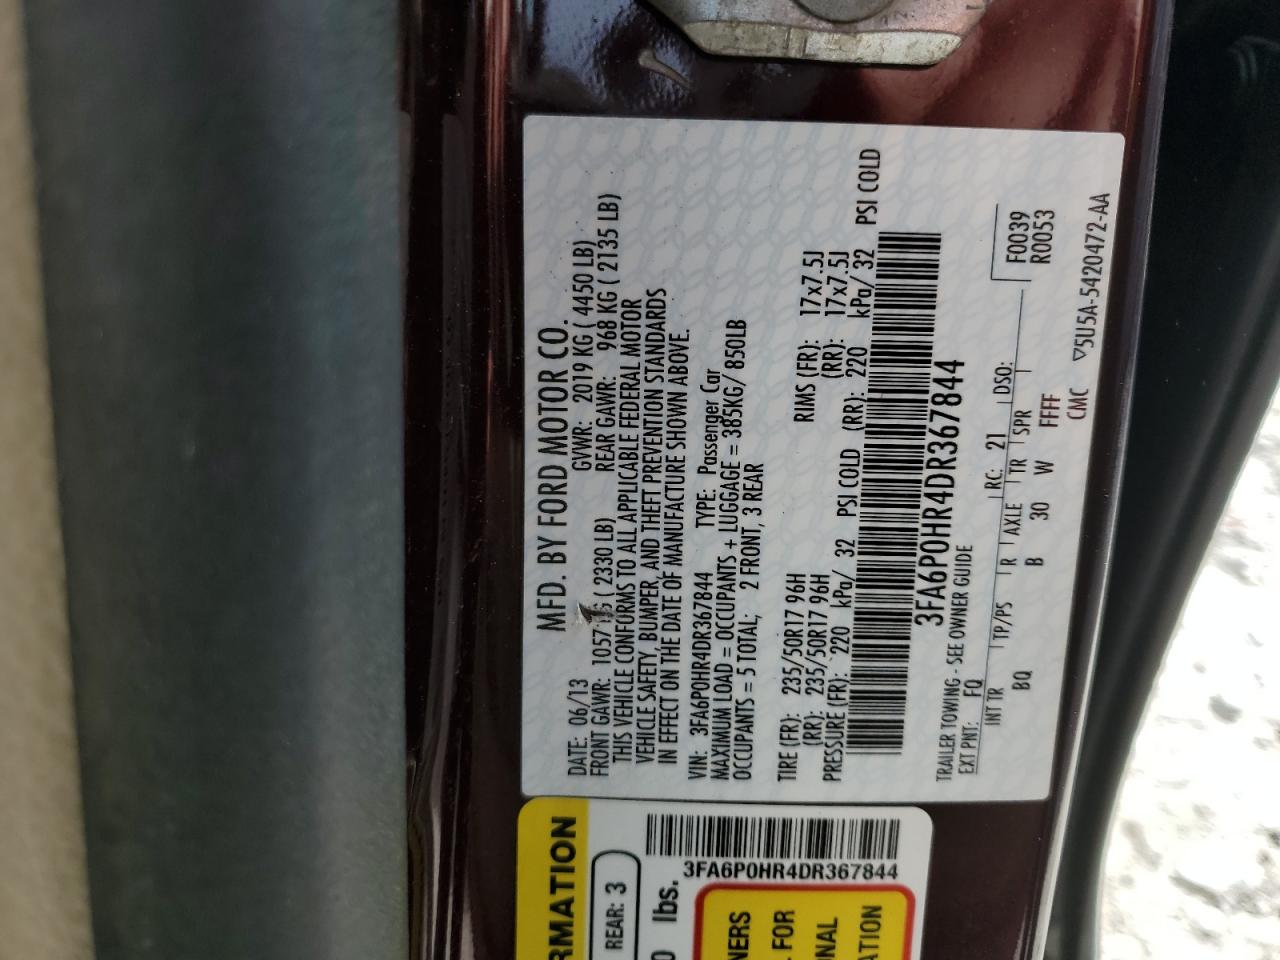 MFD. BY FORD MOTOR CO.
DATE: 06/13 GVWR: 2019 KG ( 4450 LB)
FRONT GAWR: 1057 ( 2330 LB) REAR GAWR: 968 KG ( 2135 LB)
THIS VEHICLE CONFORMS TO ALL APPLICABLE FEDERAL MOTOR
VEHICLE SAFETY, BUMPER, AND THEFT PREVENTION STANDARDS
IN EFFECT ON THE DATE OF MANUFACTURE SHOWN ABOVE.
VIN: 3FA6P0HR4DR367844 TYPE: Passenger Car
MAXIMUM LOAD = OCCUPANTS + LUGGAGE = 385KG/ 850LB
OCCUPANTS = 5 TOTAL; 2 FRONT, 3 REAR
TIRE (FR): 235/50R17 96H RIMS (FR): 17x7.5J
(RR): 235/50R17 96H (RR): 17x7.5J
PRESSURE (FR): 220 kPa/ 32 PSI COLD (RR): 220 kPa/ 32 PSI COLD
3FA6P0HR4DR367844
TRAILER TOWING - SEE OWNER GUIDE
EXT PNT: FQ RC: 21 DSO: F0039
INT TR TP/PS R AXLE TR SPR R0053
BQ B 30 W FFFF
CMC ▽5U5A-5420472-AA
RMATION
REAR: 3
lbs.
3FA6P0HR4DR367844
NERS
FOR
NAL
ATION